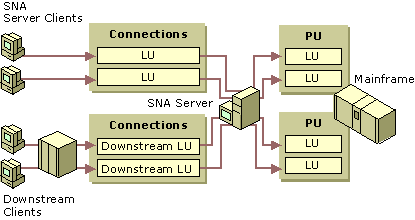 SNA
Server Clients
Connections
LU
LU
PU
LU
LU
Mainframe
SNA Server
Connections
Downstream LU
Downstream LU
PU
LU
LU
Downstream
Clients